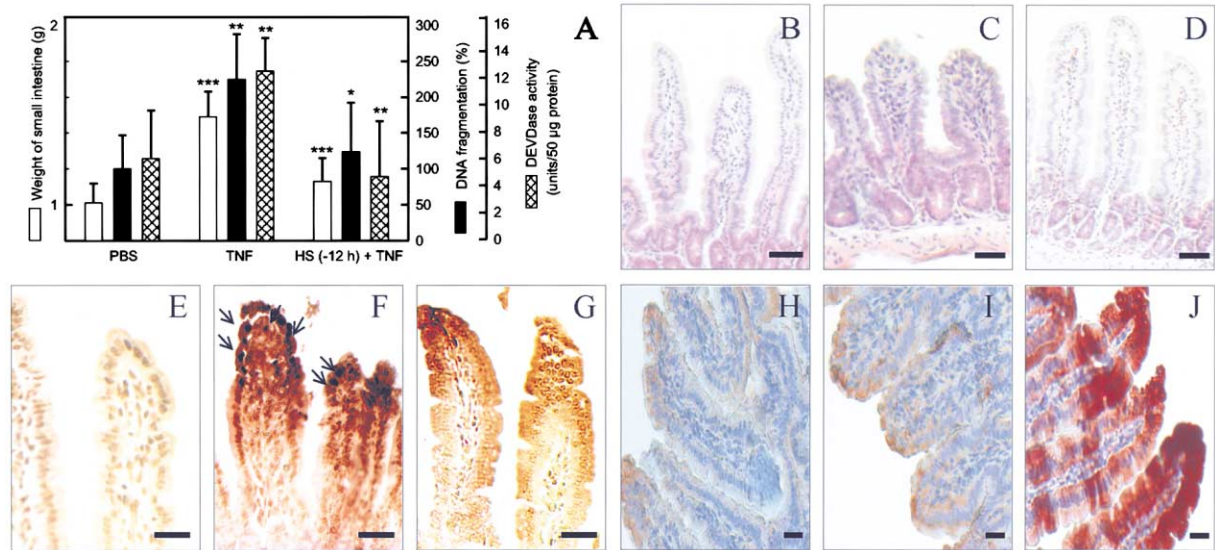 A
Weight of small intestine (g)
2
1
***
**
**
***
*
**
PBS
TNF
HS (-12 h) + TNF
300
250
200
150
100
50
0
DNA fragmentation (%)
16
14
12
10
8
6
4
2
0
DEVDase activity
(units/50 µg protein)
B
C
D
E
F
G
H
I
J